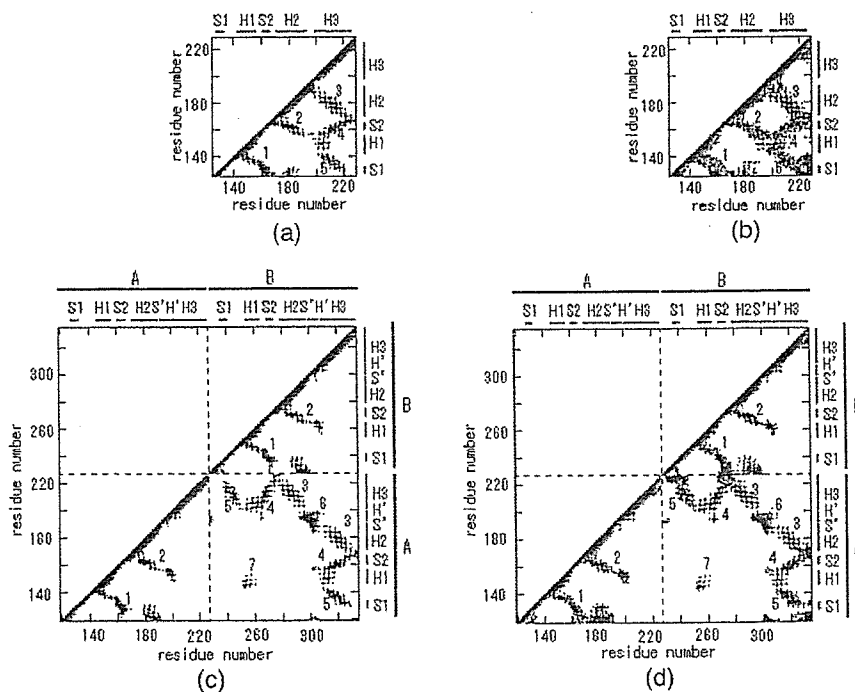 S1 H1 S2 H2 H3
220
180
140
residue number
H3
H2
S2
H1
S1
1
2
3
5
140 180 220
residue number
(a)
S1 H1 S2 H2 H3
220
180
140
residue number
H3
H2
S2
H1
S1
1
2
3
4
140 180 220
residue number
(b)
A B
S1 H1 S2 H2S'H'H3 S1 H1 S2 H2S'H'H3
300
260
220
180
140
residue number
H3
H'
S'
H2
S2
H1
S1
B
H3
H'
S'
H2
S2
H1
S1
A
2
1
5 4 3
6
3
7
4
2
1
5
140 180 220 260 300
residue number
(c)
A B
S1 H1 S2 H2S'H'H3 S1 H1 S2 H2S'H'H3
300
260
220
180
140
residue number
H3
H'
S'
H2
S2
H1
S1
H3
H'
S'
H2
S2
H1
S1
2
1
5 4 3
6
3
7
4
2
1
5
140 180 220 260 300
residue number
(d)